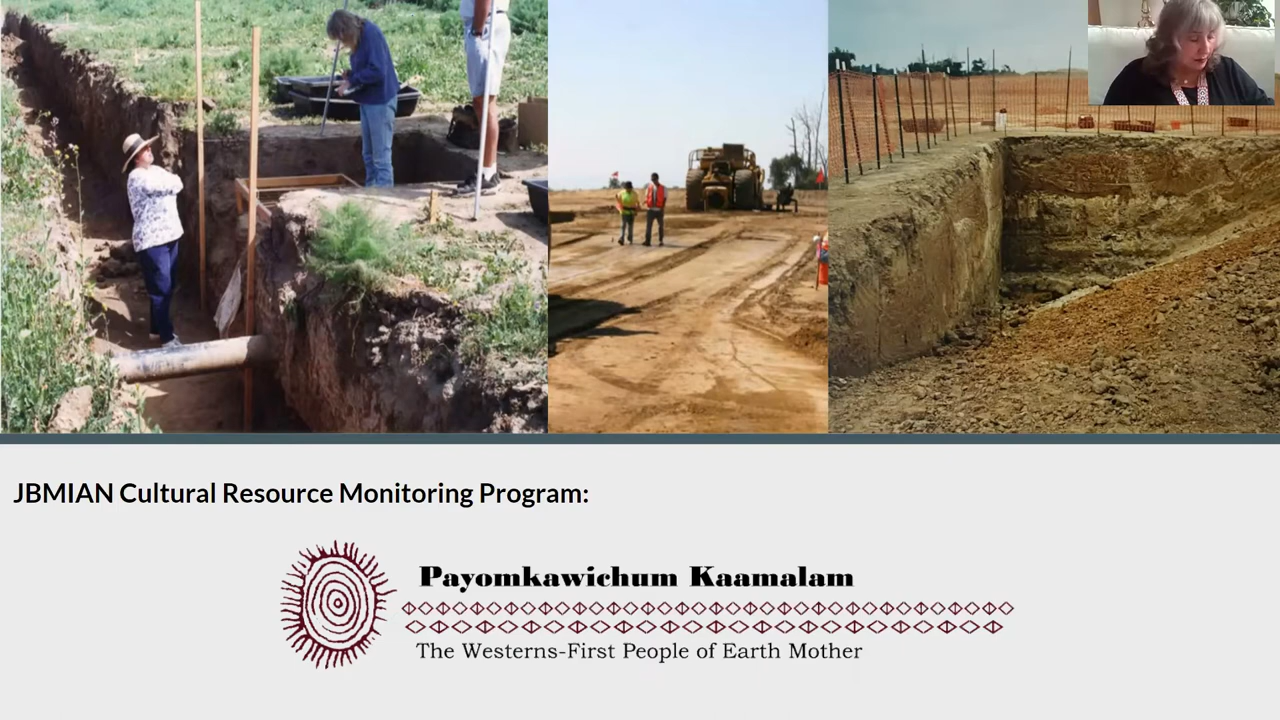 JBMIAN Cultural Resource Monitoring Program:
Payomkawichum Kaamalam
The Westerns-First People of Earth Mother